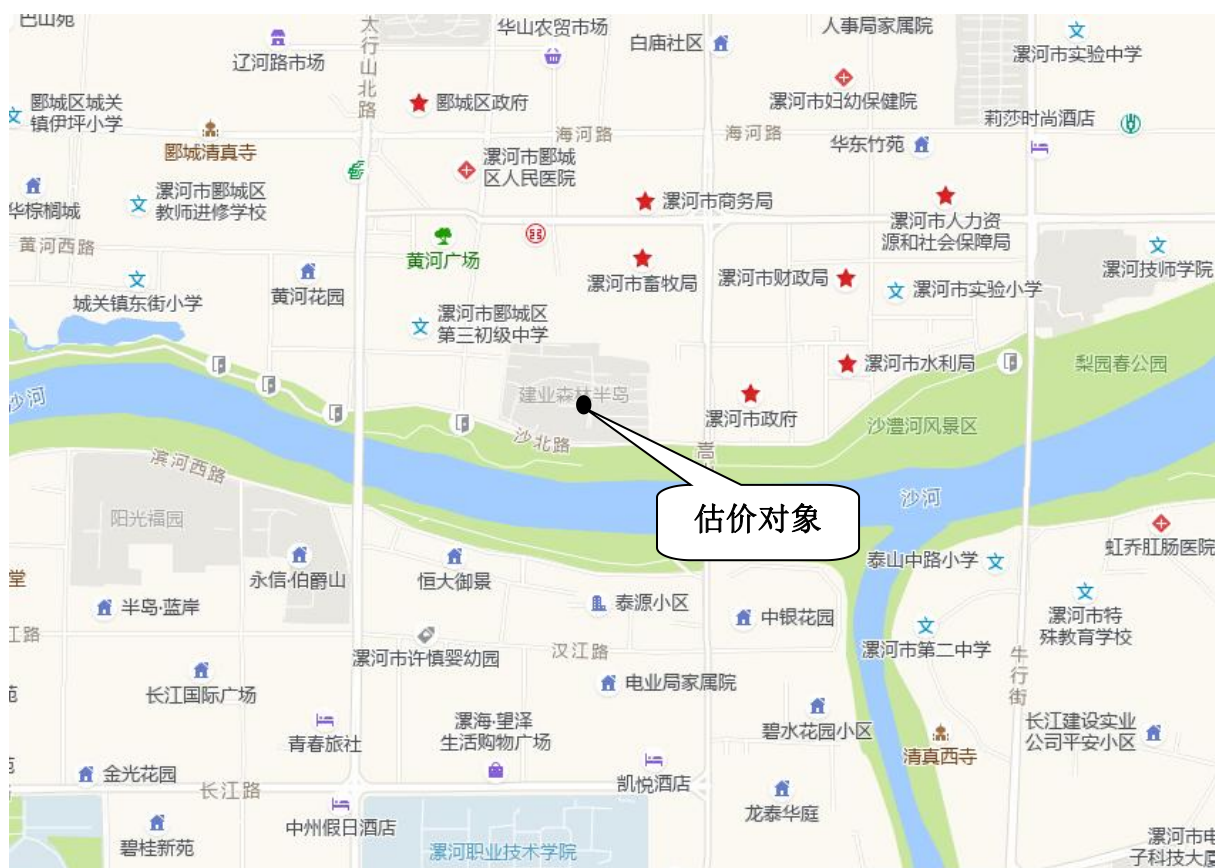 巴山苑
辽河路市场
太行山北路
华山农贸市场
白庙社区
人事局家属院
漯河市实验中学
郾城区城关
镇伊坪小学
郾城区政府
漯河市妇幼保健院
莉莎时尚酒店
郾城清真寺
海河路
海河路
华东竹苑
漯河市郾城
区人民医院
华棕榈城
漯河市郾城区
教师进修学校
漯河市商务局
漯河市人力资
源和社会保障局
黄河西路
黄河广场
漯河市畜牧局
漯河市财政局
漯河技师学院
城关镇东街小学
黄河花园
漯河市实验小学
漯河市郾城区
第三初级中学
漯河市水利局
梨园春公园
沙河
建业森林半岛
漯河市政府
沙澧河风景区
沙北路
嵩
滨河西路
估价对象
沙河
阳光福园
虹乔肛肠医院
永信·伯爵山
恒大御景
泰山中路小学
堂
半岛·蓝岸
泰源小区
中银花园
漯河市特
殊教育学校
江路
漯河市许慎婴幼园
汉江路
漯河市第二中学
牛行街
苑
长江国际广场
电业局家属院
青春旅社
漯海·望泽
生活购物广场
碧水花园小区
长江建设实业
公司平安小区
清真西寺
金光花园
长江路
凯悦酒店
中州假日酒店
龙泰华庭
碧桂新苑
漯河职业技术学院
漯河市电
子科技大厦